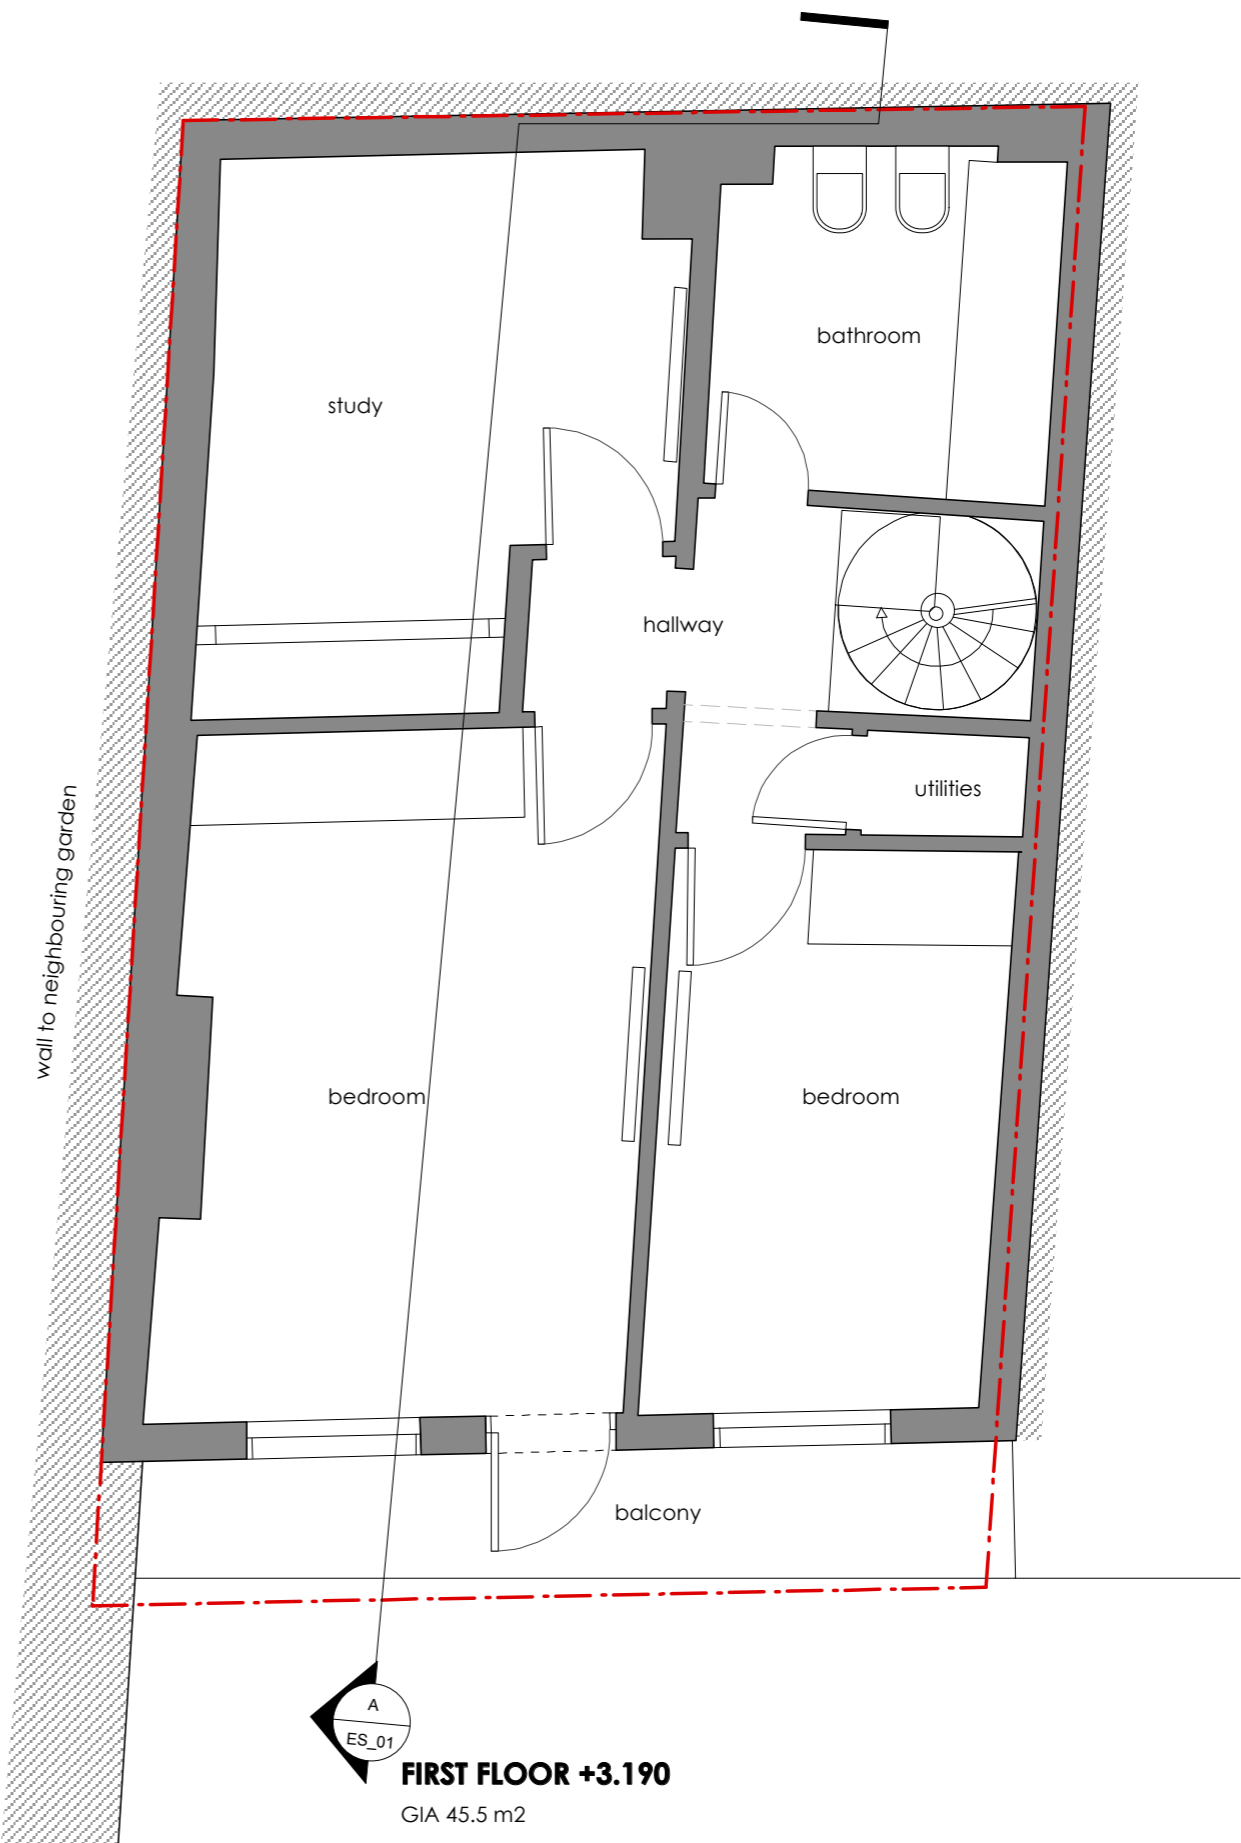 bathroom
study
hallway
utilities
wall to neighbouring garden
bedroom
bedroom
balcony
A
ES_01
FIRST FLOOR +3.190
GIA 45.5 m2